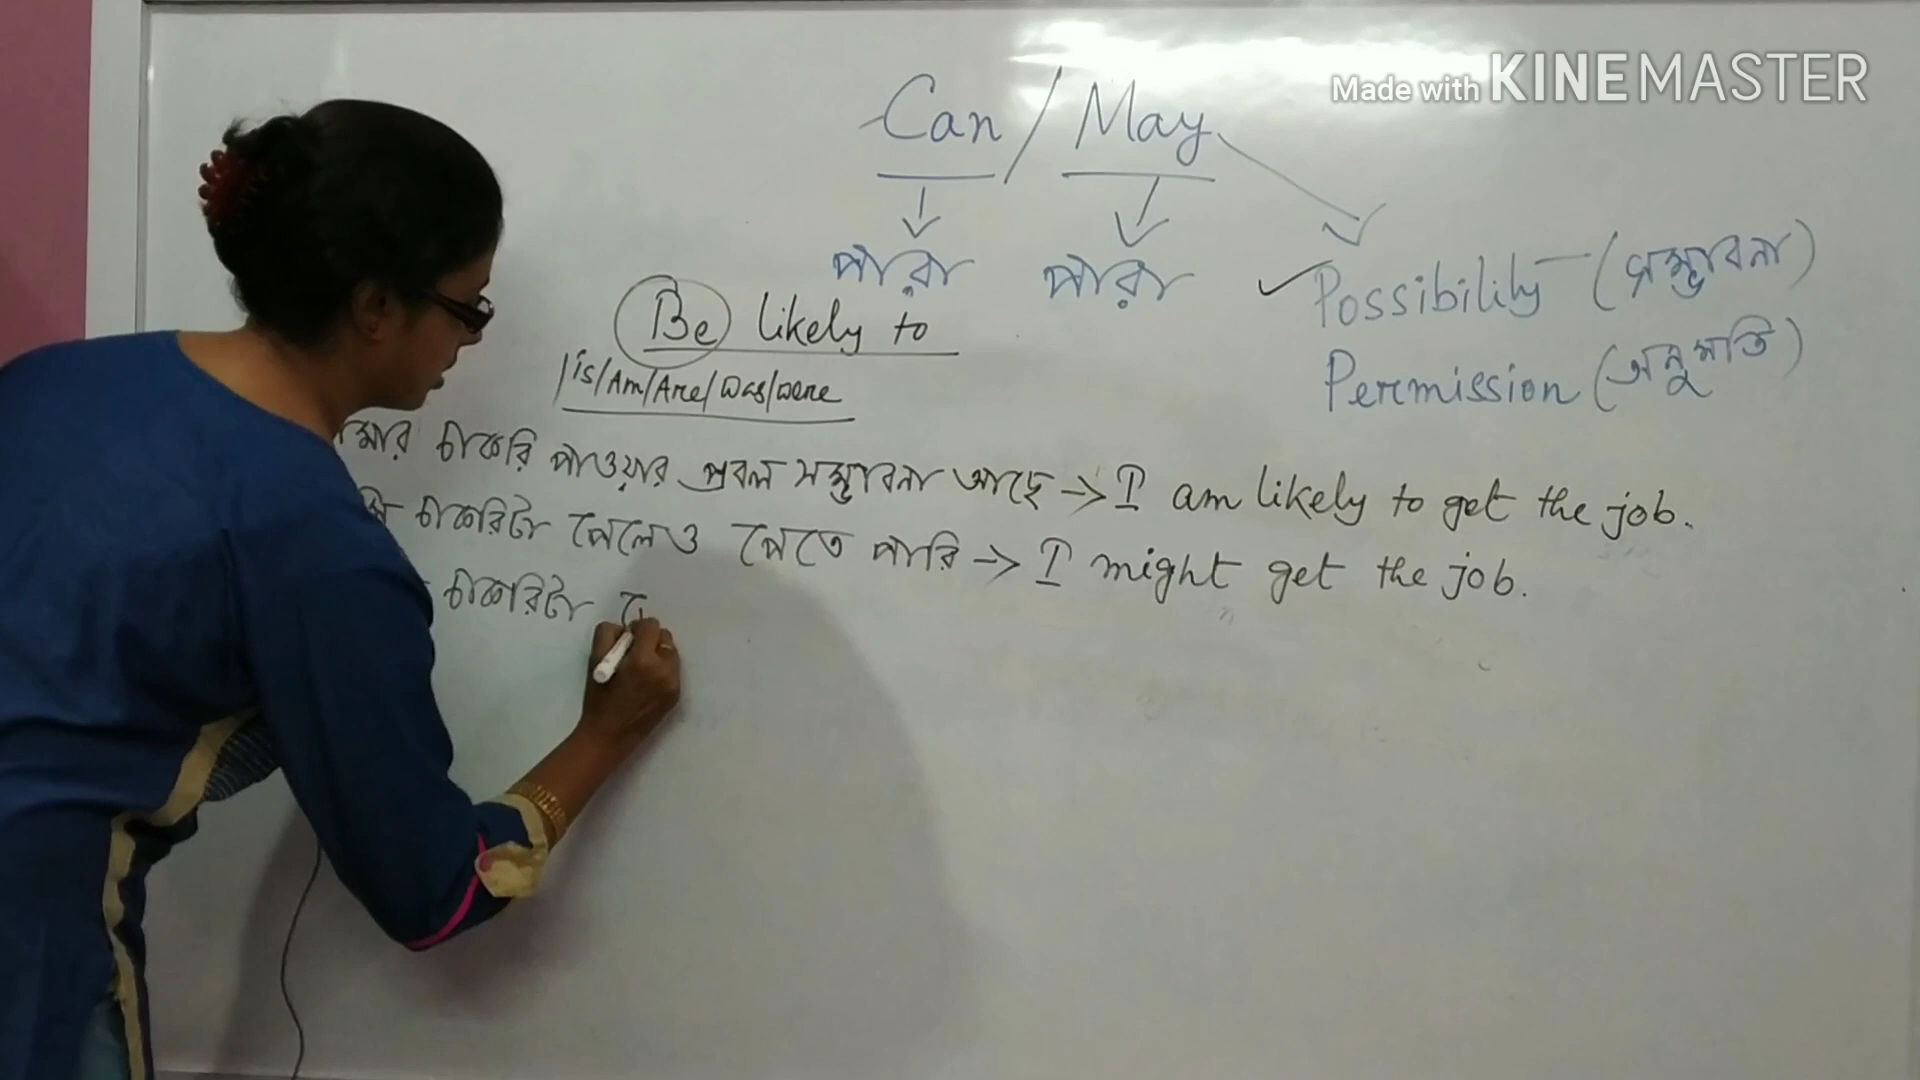 Made with KINEMASTER
Can / May
পারা পারা
Possibility - (সম্ভাবনা)
Permission (অনুমতি)
Be likely to
is/Am/Are/was/were
চাকরি পাওয়ার প্রবল সম্ভাবনা আছে → I am likely to get the job.
চাকরিটা পেলেও পেতে পারি → I might get the job.
চাকরিটা